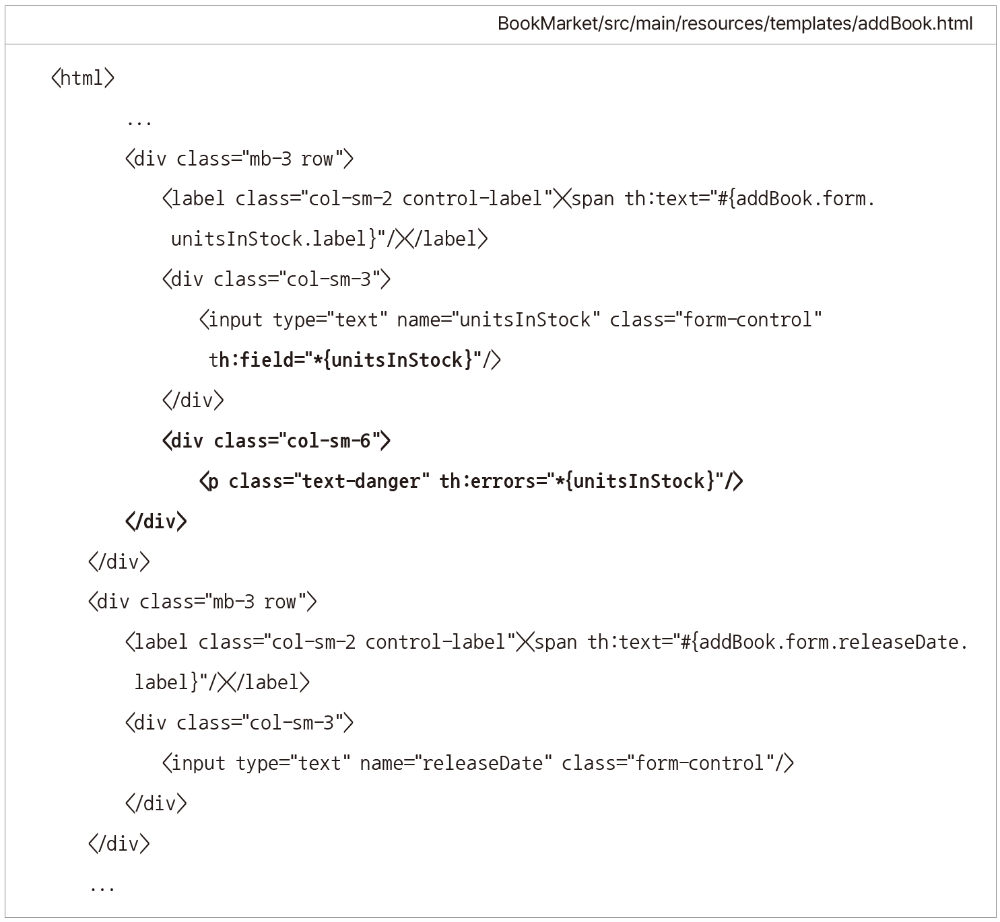 BookMarket/src/main/resources/templates/addBook.html
<html>
...
<div class="mb-3 row">
<label class="col-sm-2 control-label"><span th:text="#{addBook.form.
unitsInStock.label}"/></label>
<div class="col-sm-3">
<input type="text" name="unitsInStock" class="form-control"
th:field="*{unitsInStock}"/>
</div>
<div class="col-sm-6">
<p class="text-danger" th:errors="*{unitsInStock}"/>
</div>
</div>
<div class="mb-3 row">
<label class="col-sm-2 control-label"><span th:text="#{addBook.form.releaseDate.
label}"/></label>
<div class="col-sm-3">
<input type="text" name="releaseDate" class="form-control"/>
</div>
</div>
...